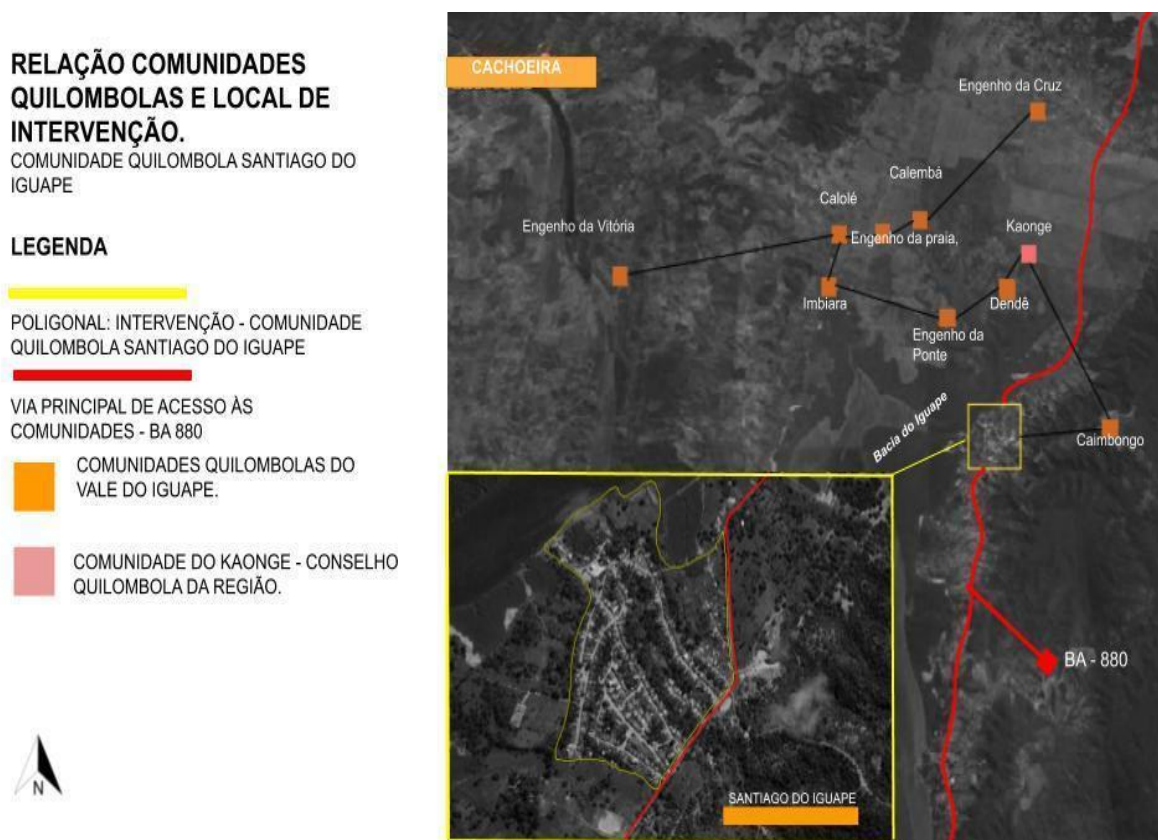 RELAÇÃO COMUNIDADES
QUILOMBOLAS E LOCAL DE
INTERVENÇÃO.
COMUNIDADE QUILOMBOLA SANTIAGO DO
IGUAPE
LEGENDA
POLIGONAL: INTERVENÇÃO - COMUNIDADE
QUILOMBOLA SANTIAGO DO IGUAPE
VIA PRINCIPAL DE ACESSO ÀS
COMUNIDADES - BA 880
COMUNIDADES QUILOMBOLAS DO
VALE DO IGUAPE.
COMUNIDADE DO KAONGE - CONSELHO
QUILOMBOLA DA REGIÃO.
N
CACHOEIRA
Engenho da Cruz
Calembá
Calolé
Engenho da Vitória
Engenho da praia,
Kaonge
Imbiara
Dendê
Engenho da
Ponte
Bacia do Iguape
Caimbongo
BA - 880
SANTIAGO DO IGUAPE